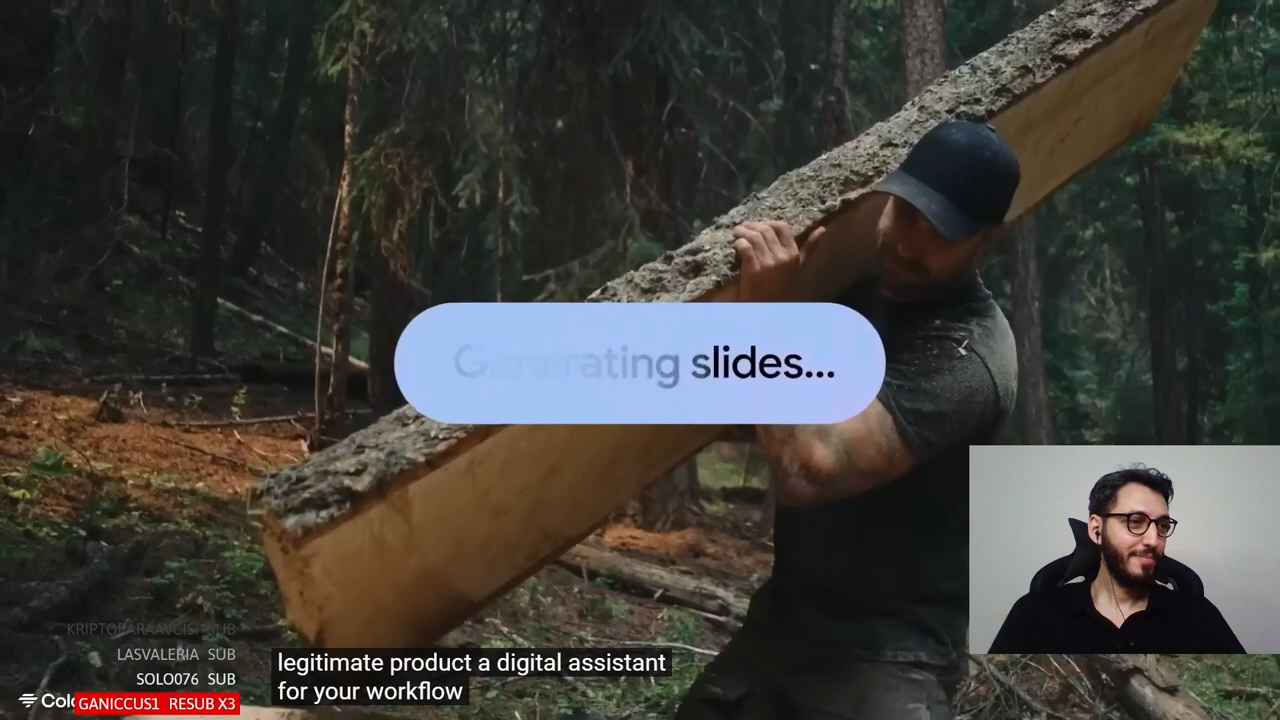 Generating slides...
KRIPTOPARAAVCISI SUB
LASVALERIA SUB
SOLO076 SUB
GANICCUS1 RESUB X3
legitimate product a digital assistant
for your workflow